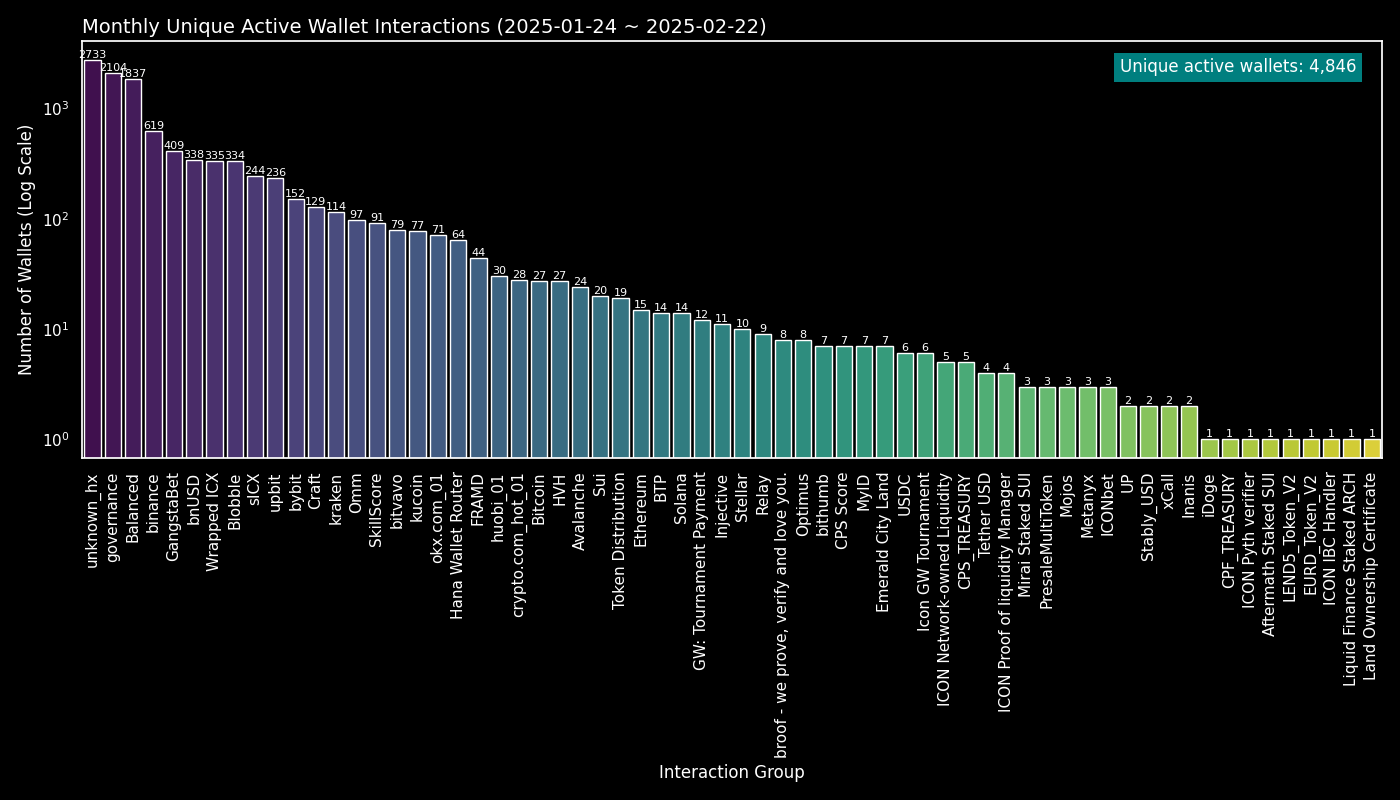 Monthly Unique Active Wallet Interactions (2025-01-24 ~ 2025-02-22)
Unique active wallets: 4,846
Number of Wallets (Log Scale)
10³
10²
10¹
10⁰
2733
2104
1837
619
409
338
335
334
244
236
152
129
114
97
91
79
77
71
64
44
30
28
27
27
24
20
19
15
14
14
12
11
10
9
8
8
7
7
7
7
6
6
5
5
4
4
3
3
3
3
3
2
2
2
2
1
1
1
1
1
1
1
1
1
unknown_hx
governance
Balanced
binance
GangstaBet
bnUSD
Wrapped ICX
Blobble
sICX
upbit
bybit
Craft
kraken
Omm
SkillScore
bitvavo
kucoin
okx.com_01
Hana Wallet Router
FRAMD
huobi_01
crypto.com_hot_01
Bitcoin
HVH
Avalanche
Sui
Token Distribution
Ethereum
BTP
Solana
GW: Tournament Payment
Injective
Stellar
Relay
broof - we prove, verify and love you.
Optimus
bithumb
CPS Score
MyID
Emerald City Land
USDC
Icon GW Tournament
ICON Network-owned Liquidity
CPS_TREASURY
Tether USD
ICON Proof of liquidity Manager
Mirai Staked SUI
PresaleMultiToken
Mojos
Metanyx
ICONbet
UP
Stably_USD
xCall
Inanis
iDoge
CPF_TREASURY
ICON Pyth verifier
Aftermath Staked SUI
LEND5_Token_V2
EURD_Token_V2
ICON IBC Handler
Liquid Finance Staked ARCH
Land Ownership Certificate
Interaction Group